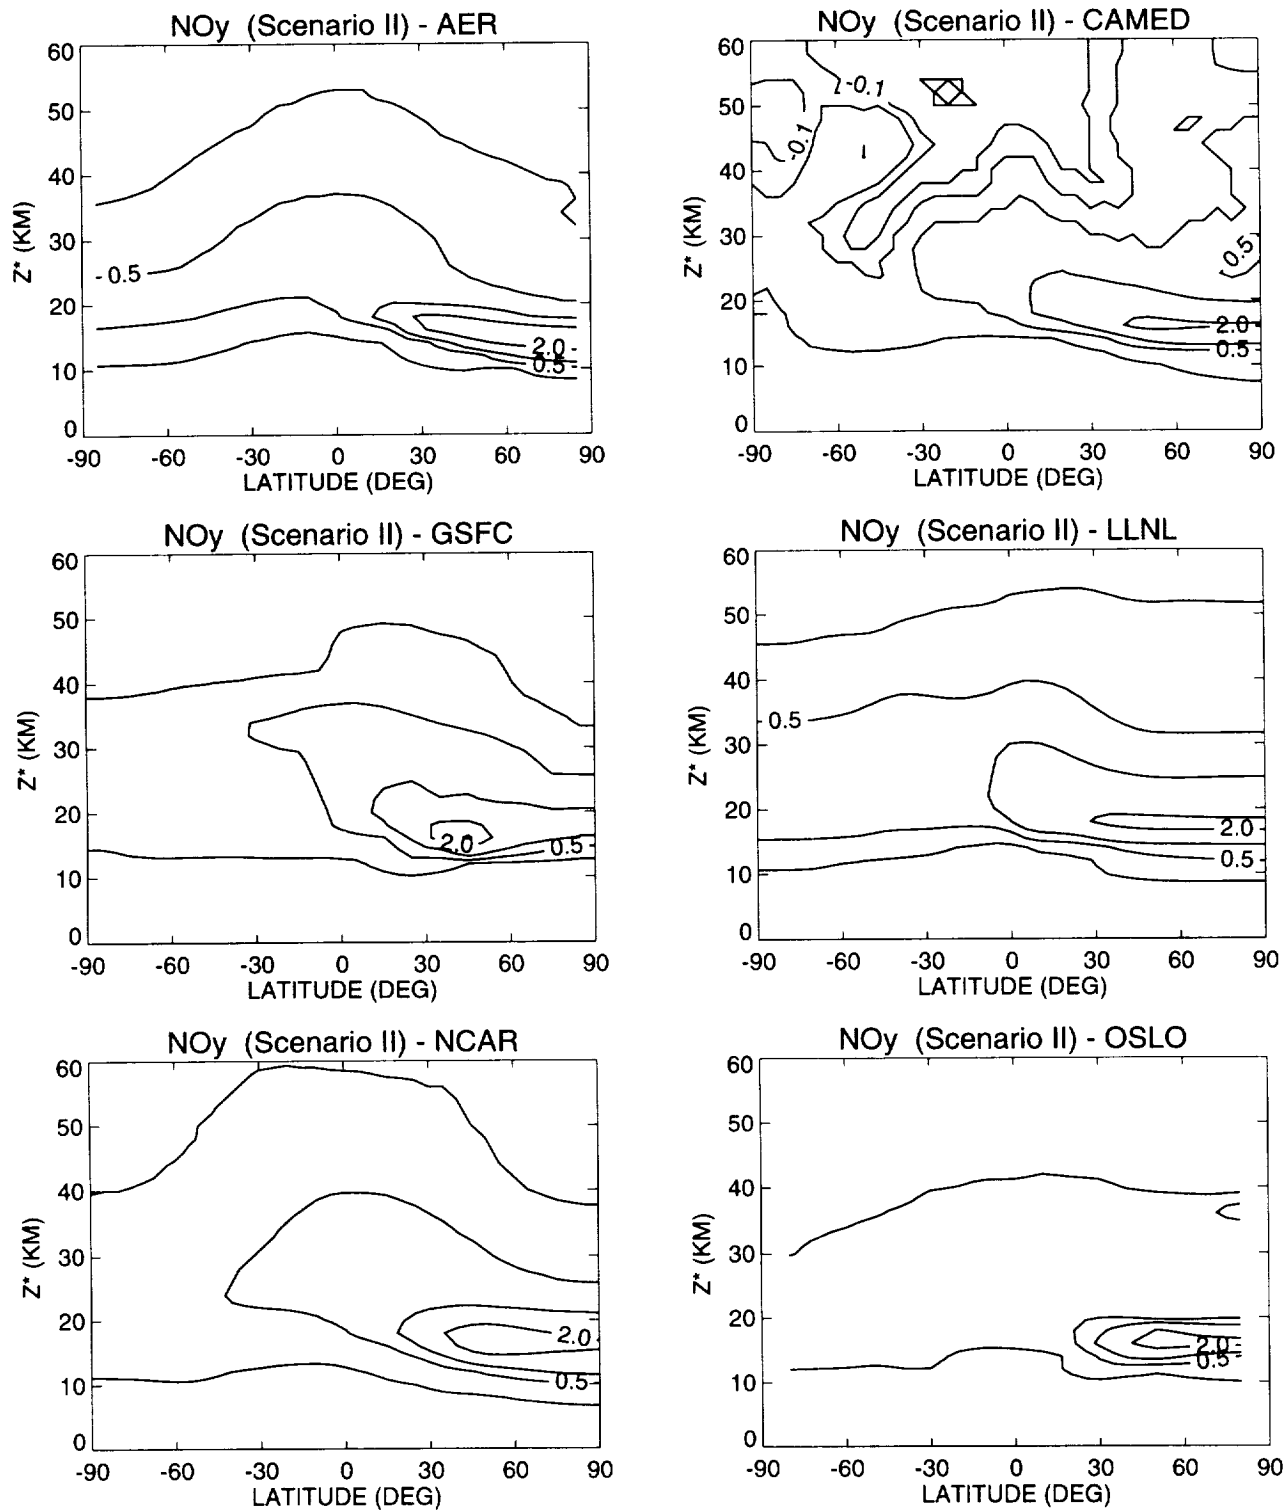 NOy (Scenario II) - AER
60
50
40
30
20
10
0
Z* (KM)
0.5
2.0
0.5
-90 -60 -30 0 30 60 90
LATITUDE (DEG)
NOy (Scenario II) - CAMED
60
50
40
30
20
10
0
Z* (KM)
-0.1
-0.1
0.5
2.0
0.5
-90 -60 -30 0 30 60 90
LATITUDE (DEG)
NOy (Scenario II) - GSFC
60
50
40
30
20
10
0
Z* (KM)
2.0
0.5
-90 -60 -30 0 30 60 90
LATITUDE (DEG)
NOy (Scenario II) - LLNL
60
50
40
30
20
10
0
Z* (KM)
0.5
2.0
0.5
-90 -60 -30 0 30 60 90
LATITUDE (DEG)
NOy (Scenario II) - NCAR
60
50
40
30
20
10
0
Z* (KM)
2.0
0.5
-90 -60 -30 0 30 60 90
LATITUDE (DEG)
NOy (Scenario II) - OSLO
60
50
40
30
20
10
0
Z* (KM)
2.0
0.5
-90 -60 -30 0 30 60 90
LATITUDE (DEG)